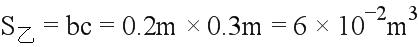 S乙 = bc = 0.2m × 0.3m = 6 × 10⁻²m³